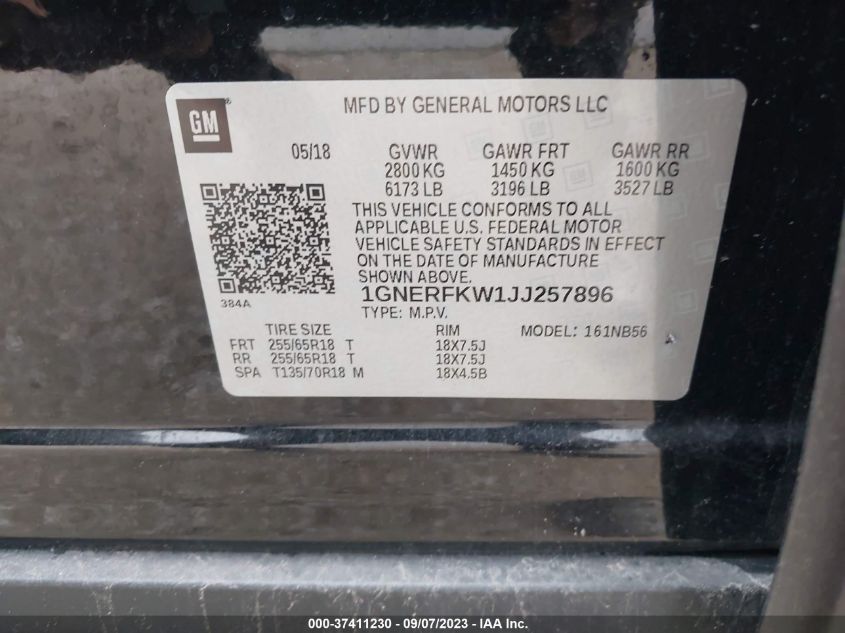 GM ®
MFD BY GENERAL MOTORS LLC
05/18 GVWR GAWR FRT GAWR RR
2800 KG 1450 KG 1600 KG
6173 LB 3196 LB 3527 LB
THIS VEHICLE CONFORMS TO ALL
APPLICABLE U.S. FEDERAL MOTOR
VEHICLE SAFETY STANDARDS IN EFFECT
ON THE DATE OF MANUFACTURE
SHOWN ABOVE.
384A
1GNERFKW1JJ257896
TYPE: M.P.V.
TIRE SIZE RIM MODEL: 161NB56
FRT 255/65R18 T 18X7.5J
RR 255/65R18 T 18X7.5J
SPA T135/70R18 M 18X4.5B
000-37411230 - 09/07/2023 - IAA Inc.